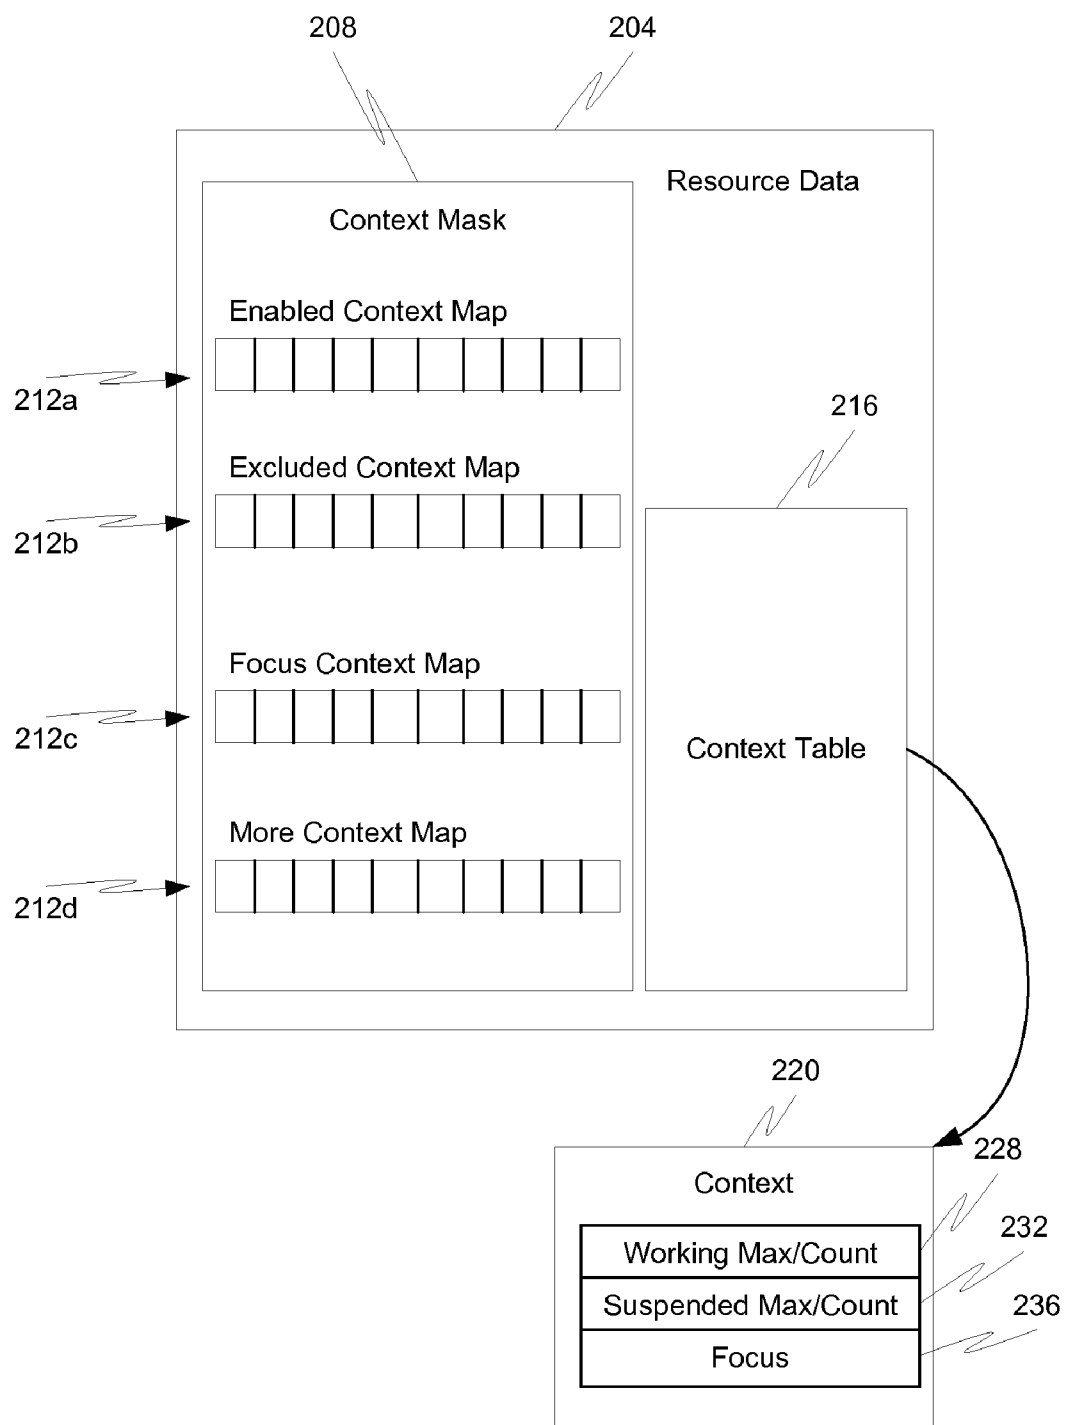 208
204
Resource Data
Context Mask
Enabled Context Map
212a
216
Excluded Context Map
212b
Focus Context Map
212c
Context Table
More Context Map
212d
220
228
Context
232
Working Max/Count
Suspended Max/Count
236
Focus